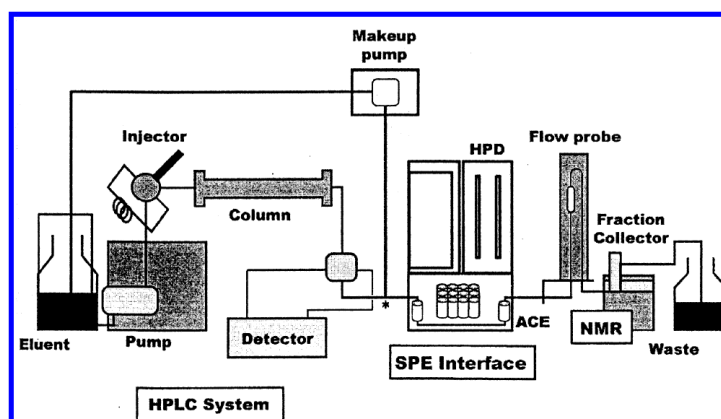 Makeup
pump
Injector
Flow probe
HPD
Fraction
Collector
Column
*
ACE
Eluent
Pump
Detector
NMR
Waste
SPE Interface
HPLC System